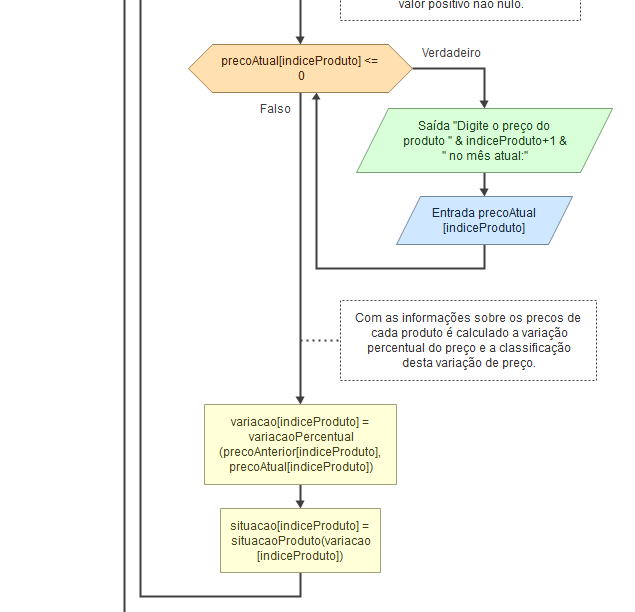 valor positivo não nulo.
precoAtual[indiceProduto] <=
0
Verdadeiro
Falso
Saída "Digite o preço do
produto " & indiceProduto+1 &
" no mês atual:"
Entrada precoAtual
[indiceProduto]
Com as informações sobre os precos de
cada produto é calculado a variação
percentual do preço e a classificação
desta variação de preço.
variacao[indiceProduto] =
variacaoPercentual
(precoAnterior[indiceProduto],
precoAtual[indiceProduto])
situacao[indiceProduto] =
situacaoProduto(variacao
[indiceProduto])